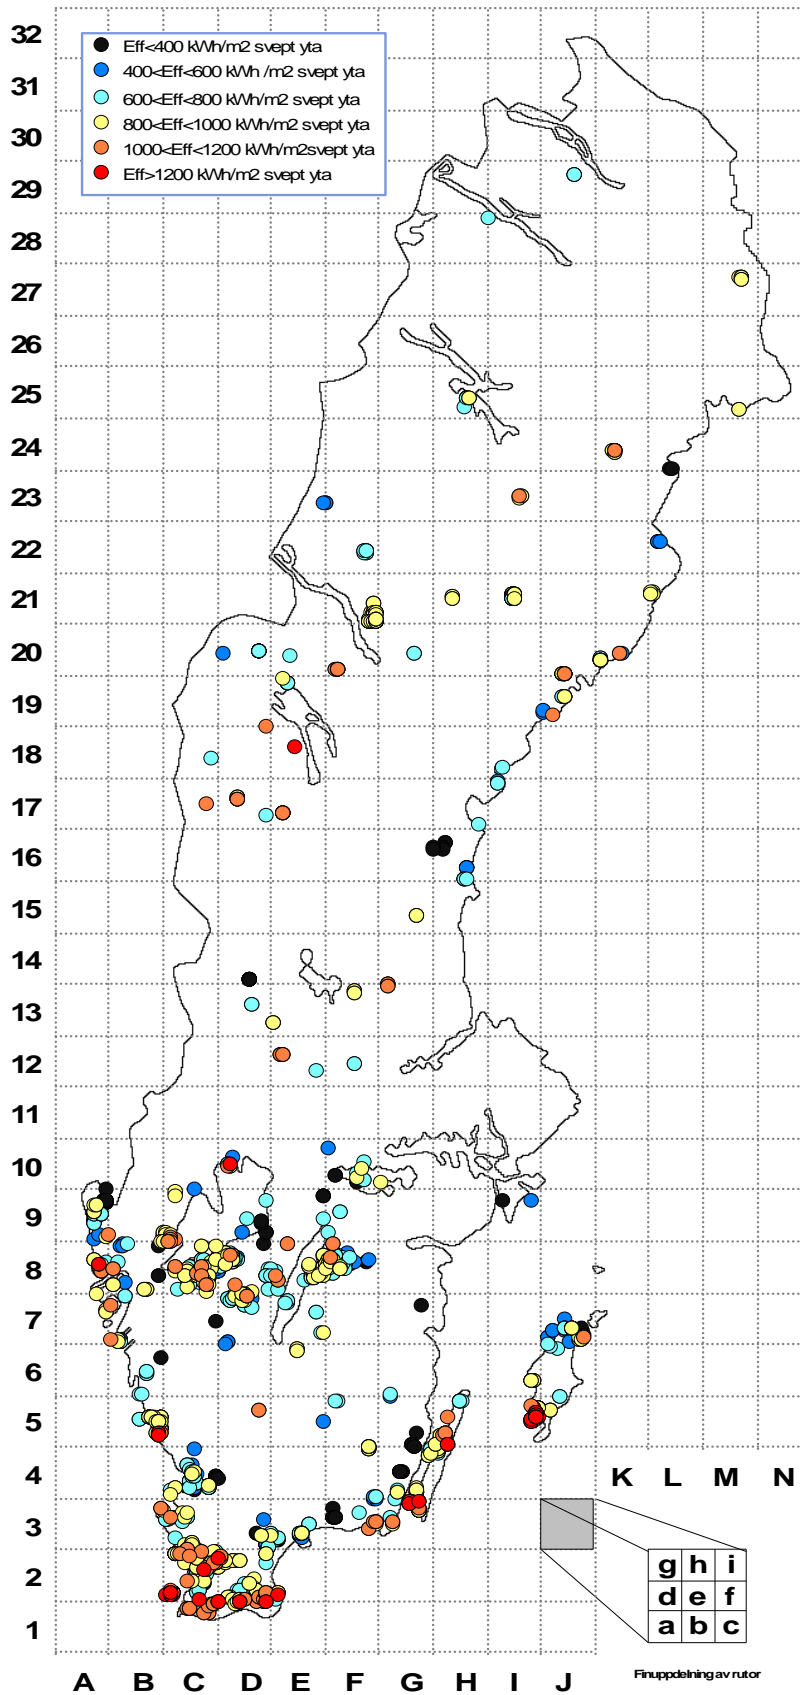 32
Eff<400 kWh/m2 svept yta
400<Eff<600 kWh /m2 svept yta
31
600<Eff<800 kWh/m2 svept yta
800<Eff<1000 kWh/m2 svept yta
30
1000<Eff<1200 kWh/m2svept yta
Eff>1200 kWh/m2 svept yta
29
28
27
26
25
24
23
22
21
20
19
18
17
16
15
14
13
12
11
10
9
8
7
6
5
4
K L M N
3
g h i
2
d e f
a b c
1
A B C D E F G H I J
Finuppdelning av rutor